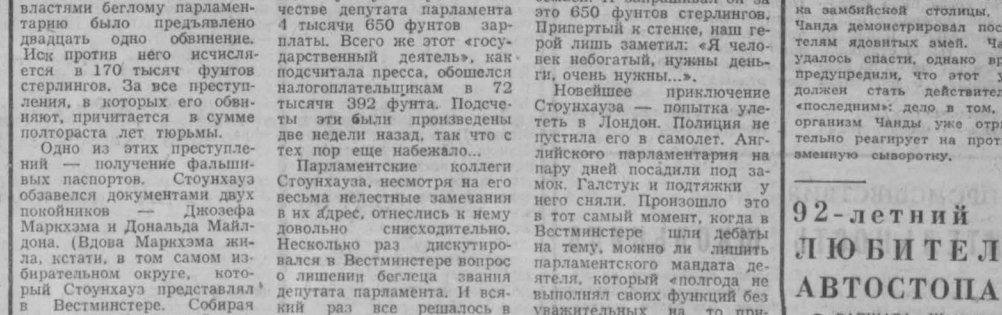 властями беглому парламен-
тарию было предъявлено
двадцать одно обвинение.
Иск против него исчисля-
ется в 170 тысяч фунтов
стерлингов. За все преступ-
ления, в которых его обви-
няют, причитается в сумме
полтораста лет тюрьмы.
Одно из этих преступле-
ний — получение фальши-
вых паспортов. Стоунхауз
обзавелся документами двух
покойников — Джозефа
Маркхэма и Дональда Майл-
дона. (Вдова Маркхэма жи-
ла, кстати, в том самом из-
бирательном округе, кото-
рый Стоунхауз представлял
в Вестминстере. Собирая
честве депутата парламента
4 тысячи 650 фунтов зар-
платы. Всего же этот «госу-
дарственный деятель», как
подсчитала пресса, обошелся
налогоплательщикам в 72
тысячи 392 фунта. Подсче-
ты эти были произведены
две недели назад, так что с
тех пор еще набежало...
Парламентские коллеги
Стоунхауза, несмотря на его
весьма нелестные замечания
в их адрес, отнеслись к нему
довольно снисходительно.
Несколько раз дискутиро-
вался в Вестминстере вопрос
о лишении беглеца звания
депутата парламента. И вся-
кий раз все решалось в
это 650 фунтов стерлингов.
Припертый к стенке, наш ге-
рой лишь заметил: «Я чело-
век небогатый, нужны день-
ги, очень нужны...».
Новейшее приключение
Стоунхауза — попытка уле-
теть в Лондон. Полиция не
пустила его в самолет. Анг-
лийского парламентария на
пару дней посадили под за-
мок. Галстук и подтяжки у
него сняли. Произошло это
в тот самый момент, когда в
Вестминстере шли дебаты
на тему, можно ли лишить
парламентского мандата де-
ятеля, который «полгода не
выполнял своих функций без
уважительных на то при-
ка замбийской столицы,
Чанда демонстрировал пос
телям ядовитых змей. Ча
удалось спасти, однако вр
предупредили, что этот у
должен стать действител
«последним»: дело в том,
организм Чанды уже отри
тельно реагирует на прот
змеиную сыворотку.
92-летний
ЛЮБИТЕЛ
АВТОСТОПА